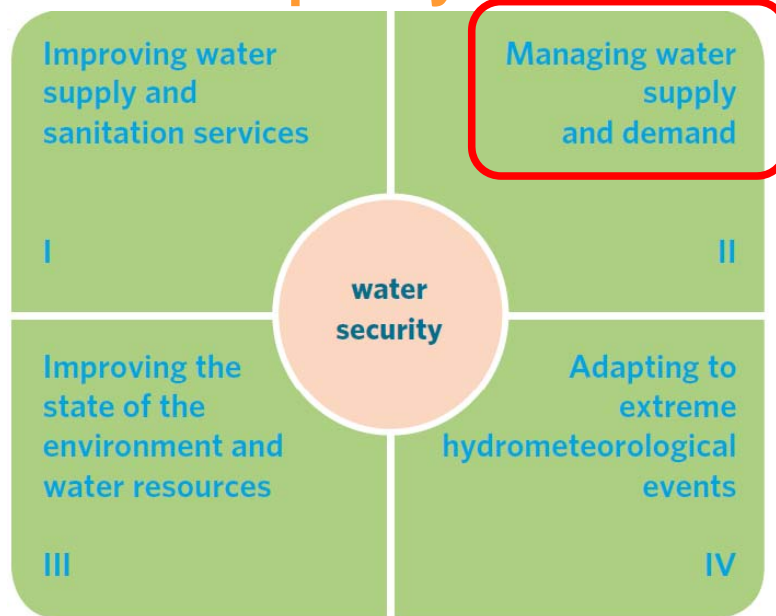 Improving water
supply and
sanitation services
I
Managing water
supply
and demand
II
water
security
Improving the
state of the
environment and
water resources
III
Adapting to
extreme
hydrometeorological
events
IV